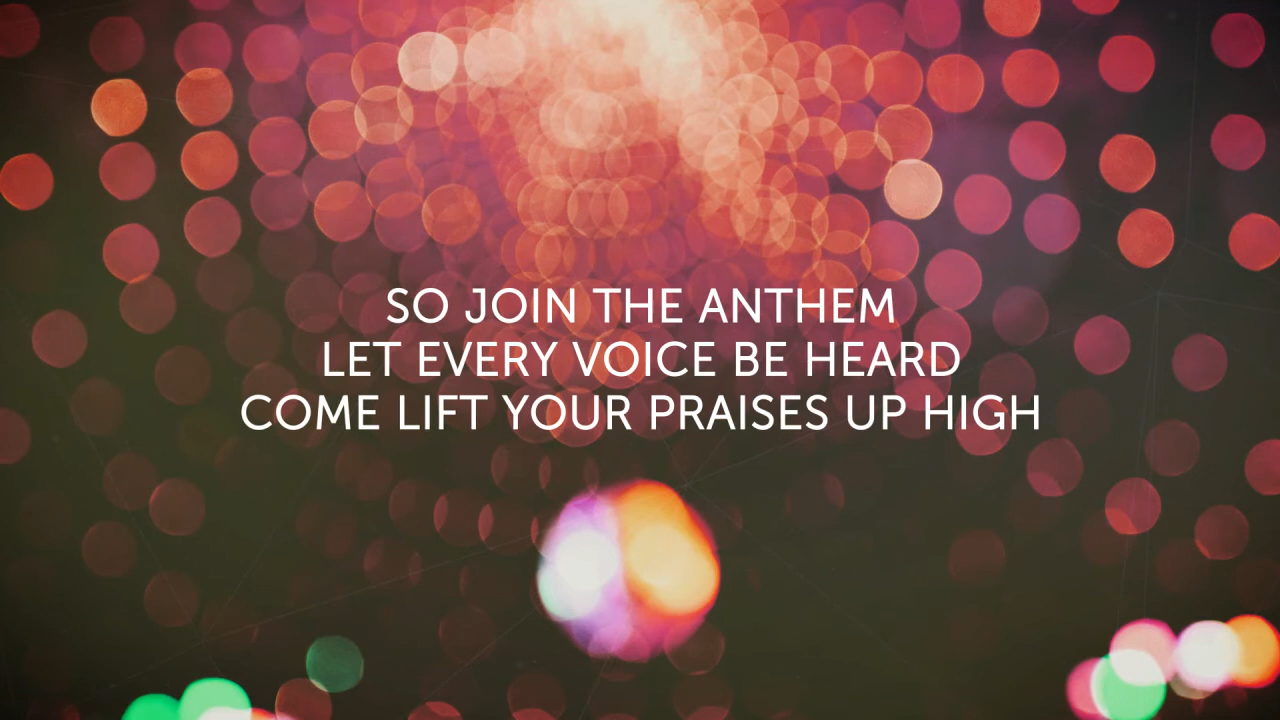 SO JOIN THE ANTHEM
LET EVERY VOICE BE HEARD
COME LIFT YOUR PRAISES UP HIGH